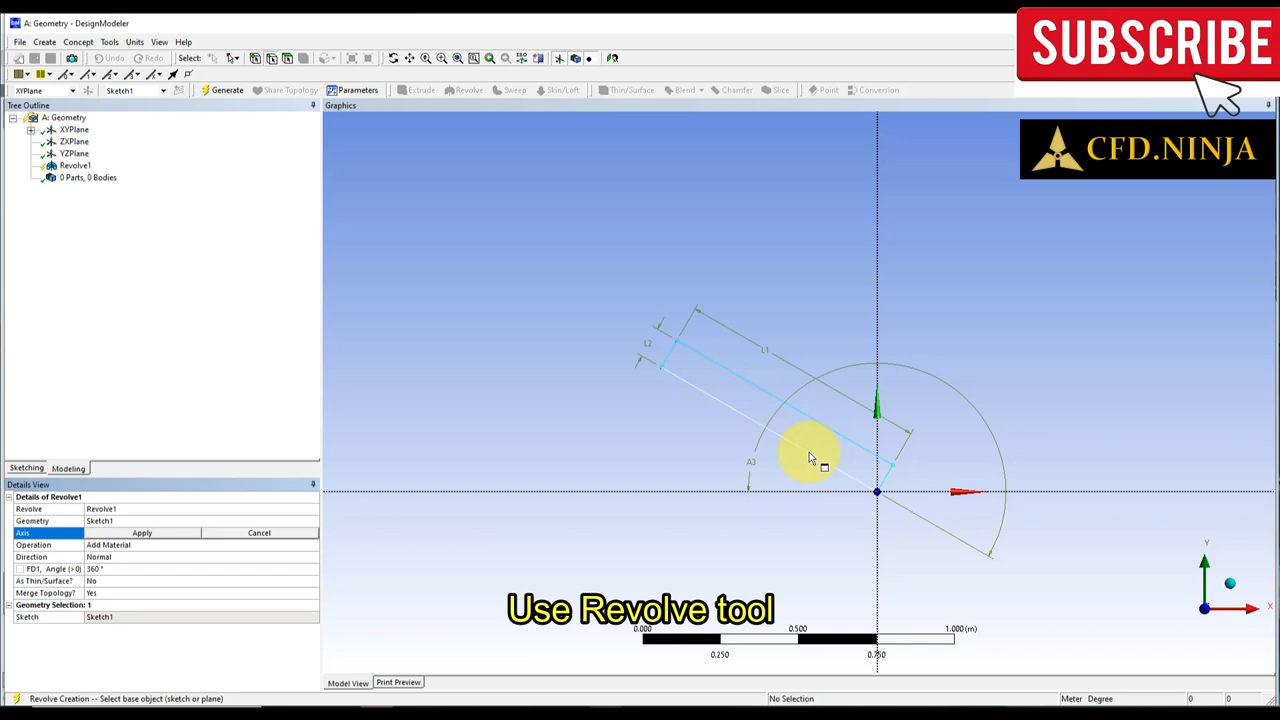 A: Geometry - DesignModeler
File Create Concept Tools Units View Help
Undo Redo Select:
XYPlane Sketch1 Generate Share Topology Parameters Extrude Revolve Sweep Skin/Loft Thin/Surface Blend Chamfer Slice Point Conversion
SUBSCRIBE
CFD.NINJA
Tree Outline
A: Geometry
XYPlane
ZXPlane
YZPlane
Revolve1
0 Parts, 0 Bodies
Sketching Modeling
Details View
Details of Revolve1
Revolve Revolve1
Geometry Sketch1
Axis Apply Cancel
Operation Add Material
Direction Normal
FD1, Angle (>0) 360 °
As Thin/Surface? No
Merge Topology? Yes
Geometry Selection: 1
Sketch Sketch1
Graphics
L2
L1
A3
Y
X
Use Revolve tool
0.000 0.500 1.000 (m)
0.250 0.750
Model View Print Preview
Revolve Creation -- Select base object (sketch or plane) No Selection Meter Degree 0 0